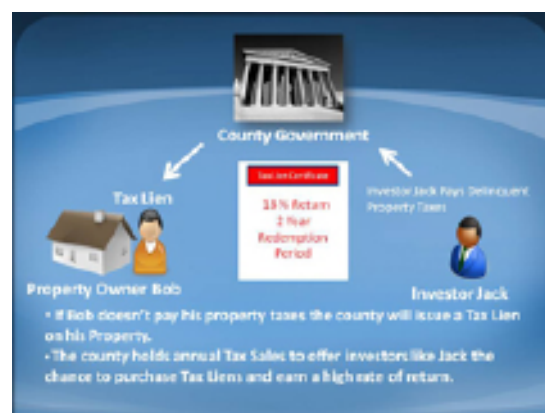 County Government
Tax Lien
Tax Lien Certificate
Investor Jack Pays Delinquent
Property Taxes
18% Return
2 Year
Redemption
Period
Property Owner Bob
Investor Jack
• If Bob doesn't pay his property taxes the county will issue a Tax Lien
on his Property.
•The county holds annual Tax Sales to offer investors like Jack the
chance to purchase Tax Liens and earn a high rate of return.